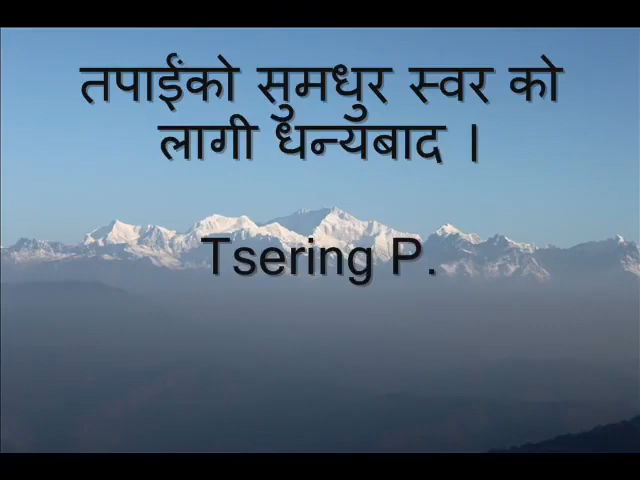 तपाईंको सुमधुर स्वर को
लागी धन्यबाद ।
Tsering P.